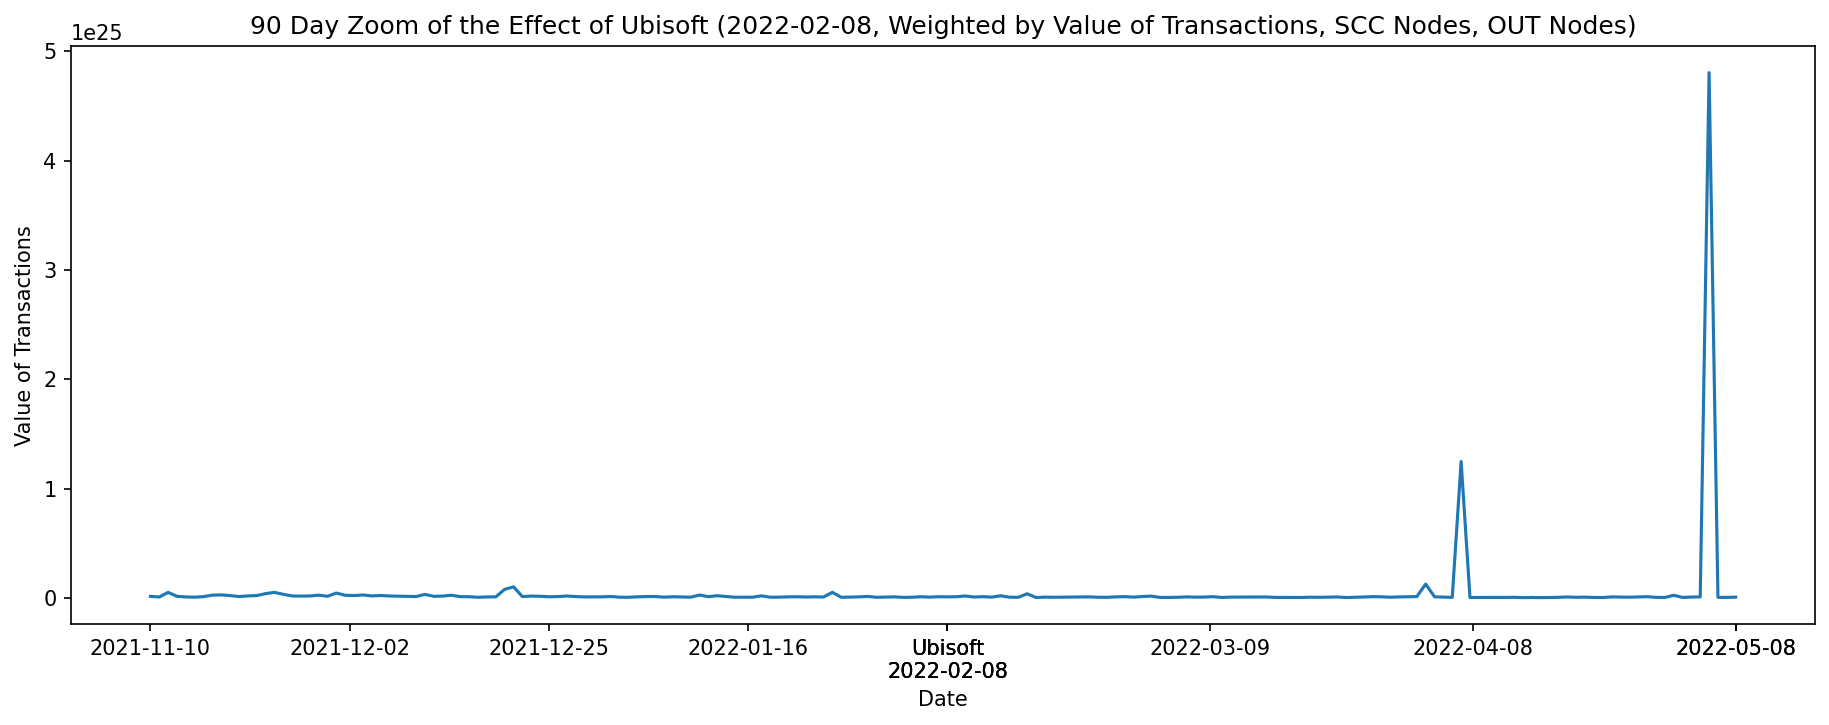 90 Day Zoom of the Effect of Ubisoft (2022-02-08, Weighted by Value of Transactions, SCC Nodes, OUT Nodes)
1e25
5
4
3
2
1
0
Value of Transactions
2021-11-10 2021-12-02 2021-12-25 2022-01-16 Ubisoft 2022-03-09 2022-04-08 2022-05-08
2022-02-08
Date